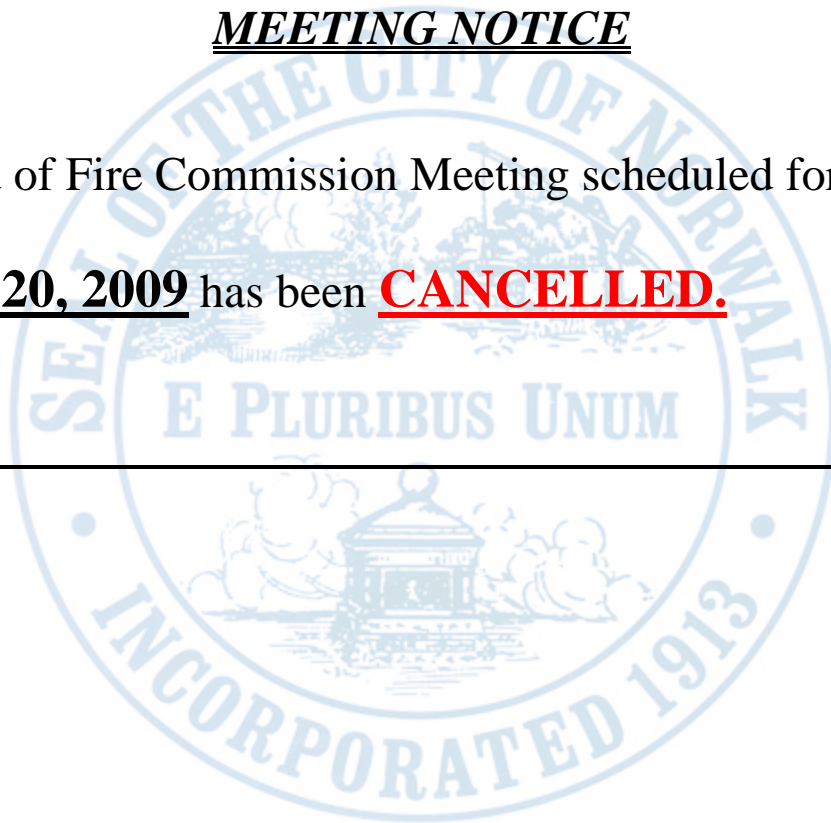 MEETING NOTICE
of Fire Commission Meeting scheduled for
20, 2009 has been CANCELLED.
SEAL OF THE CITY OF NORWALK
E PLURIBUS UNUM
INCORPORATED 1913